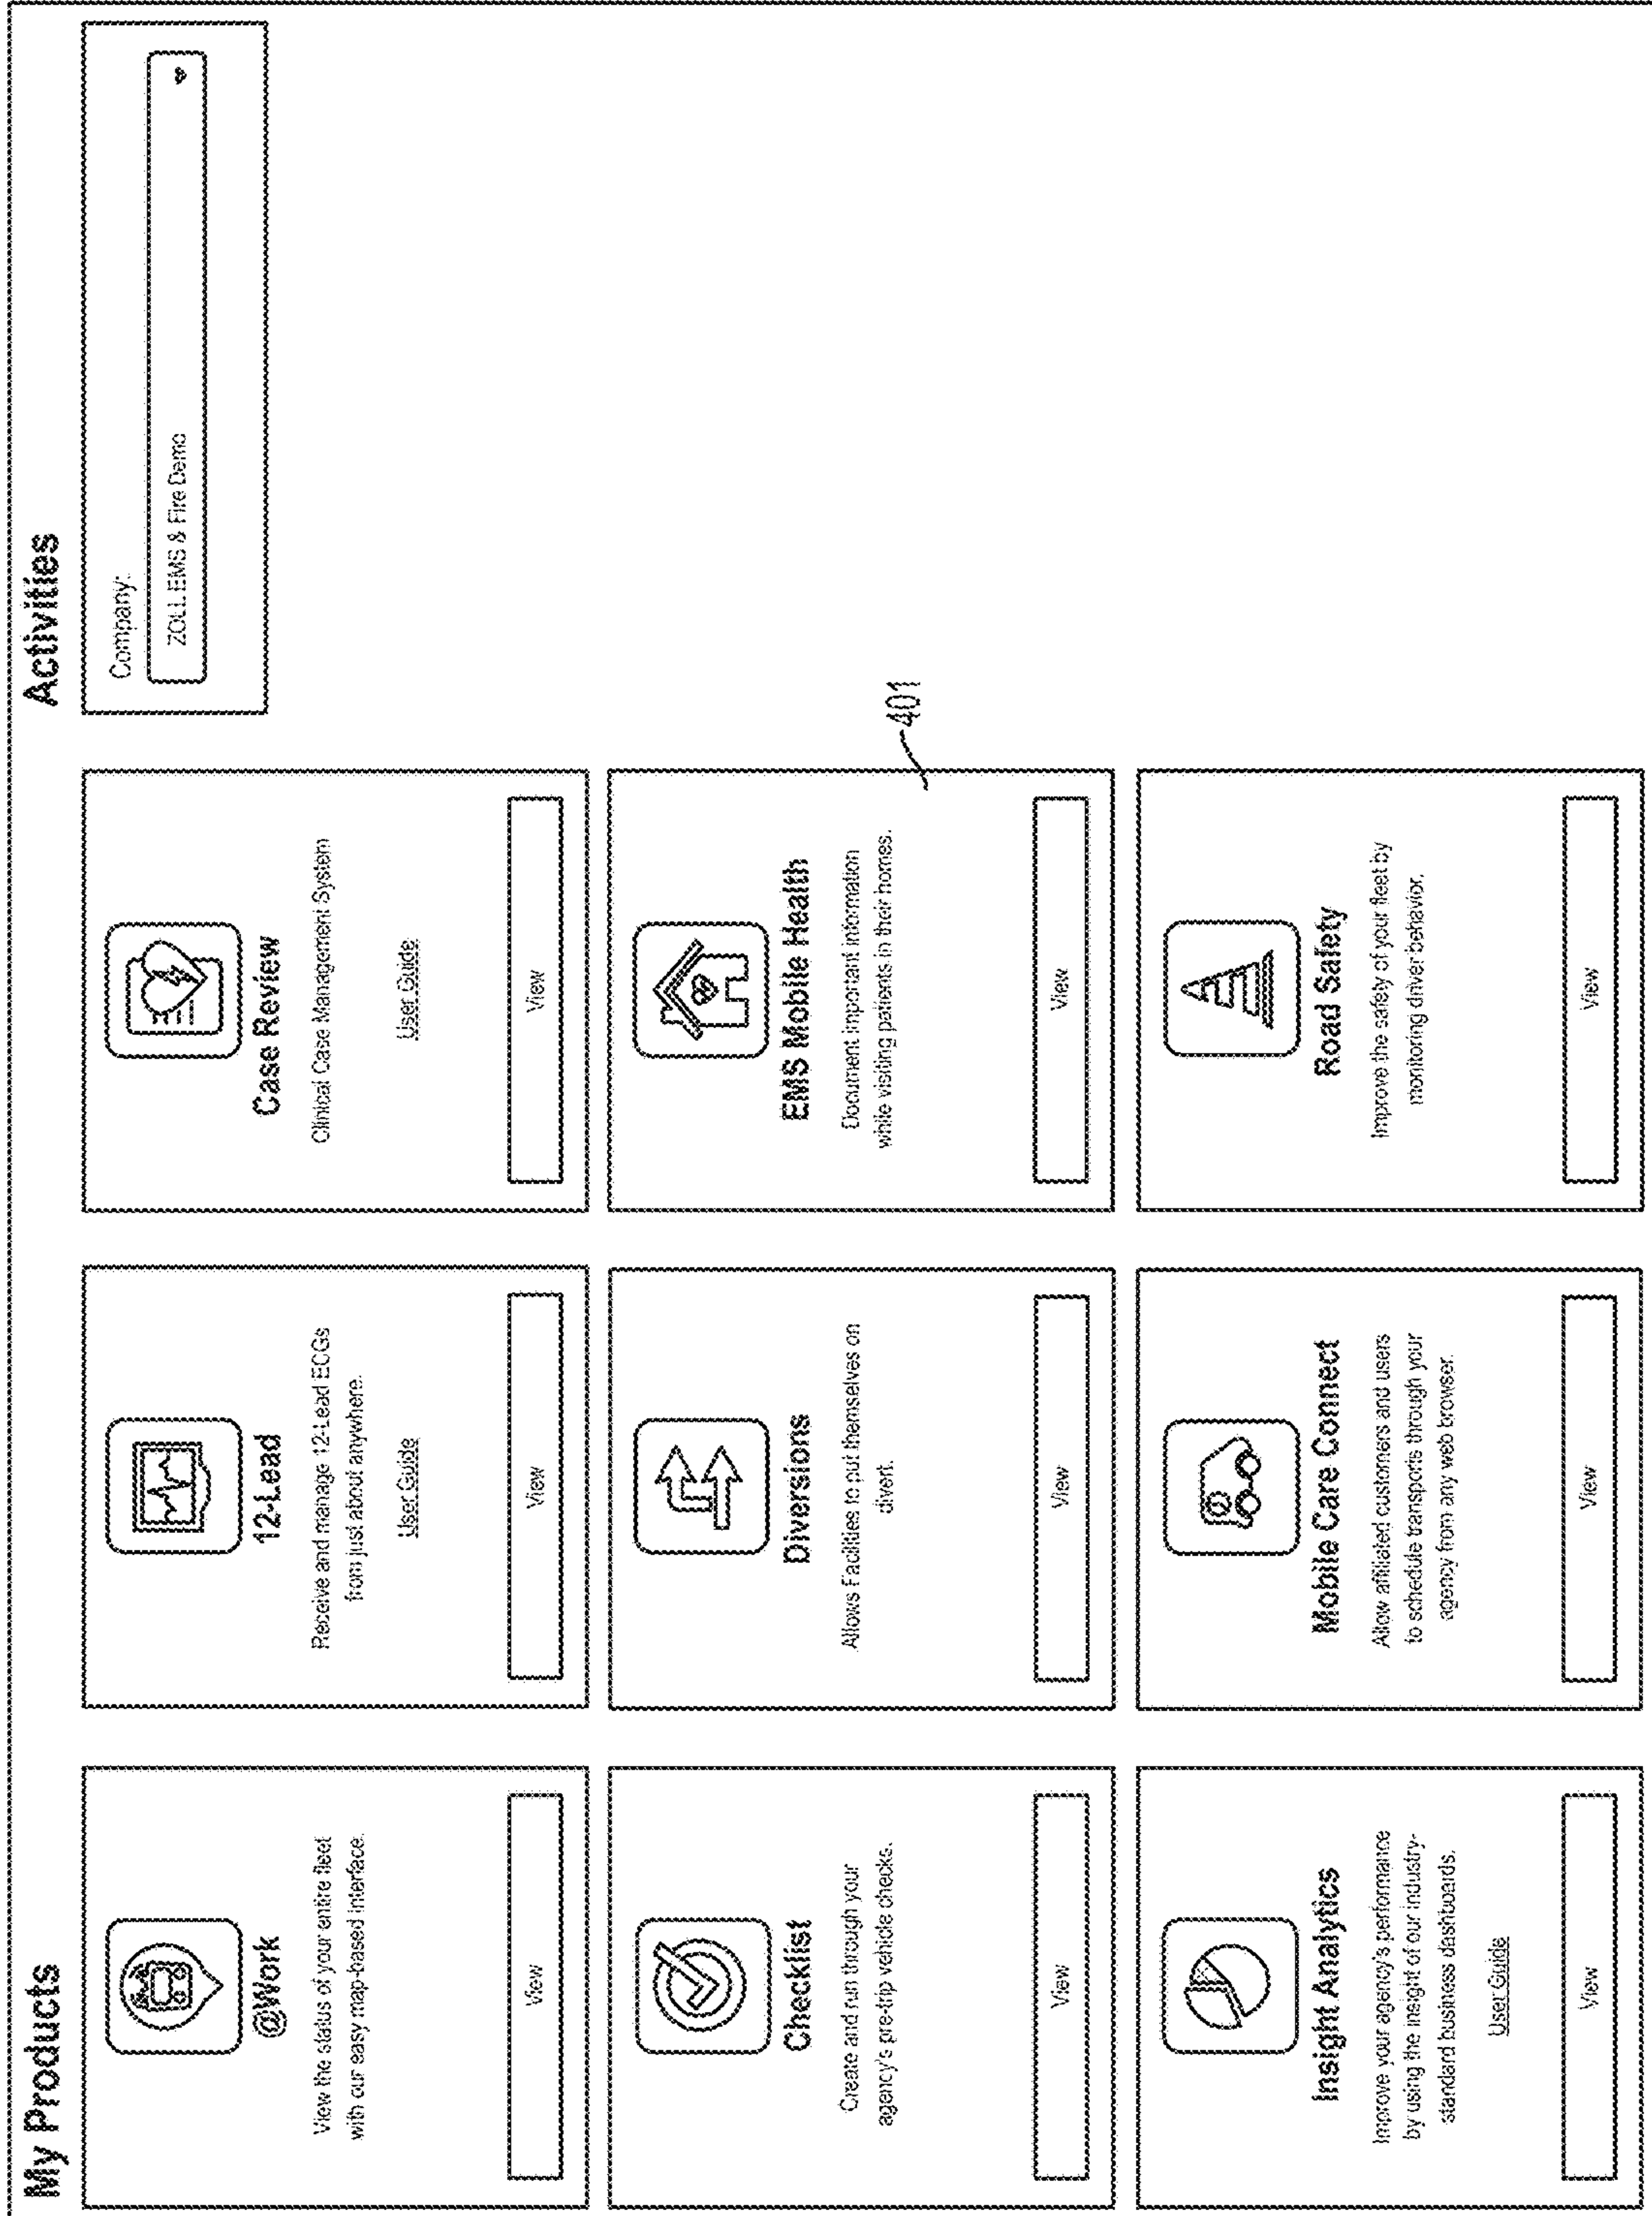 My Products
@Work
View the status of your entire fleet
with our easy map-based interface.
View
12-Lead
Receive and manage 12-Lead ECGs
from just about anywhere.
User Guide
View
Case Review
Clinical Case Management System
User Guide
View
Checklist
Create and run through your
agency's pre-trip vehicle checks.
View
Diversions
Allows Facilities to put themselves on
divert.
View
EMS Mobile Health
Document important information
while visiting patients in their homes.
View
401
Insight Analytics
Improve your agency's performance
by using the insight of our industry-
standard business dashboards.
User Guide
View
Mobile Care Connect
Allow affiliated customers and users
to schedule transports through your
agency from any web browser.
View
Road Safety
Improve the safety of your fleet by
monitoring driver behavior.
View
Activities
Company:
ZOLL EMS & Fire Demo